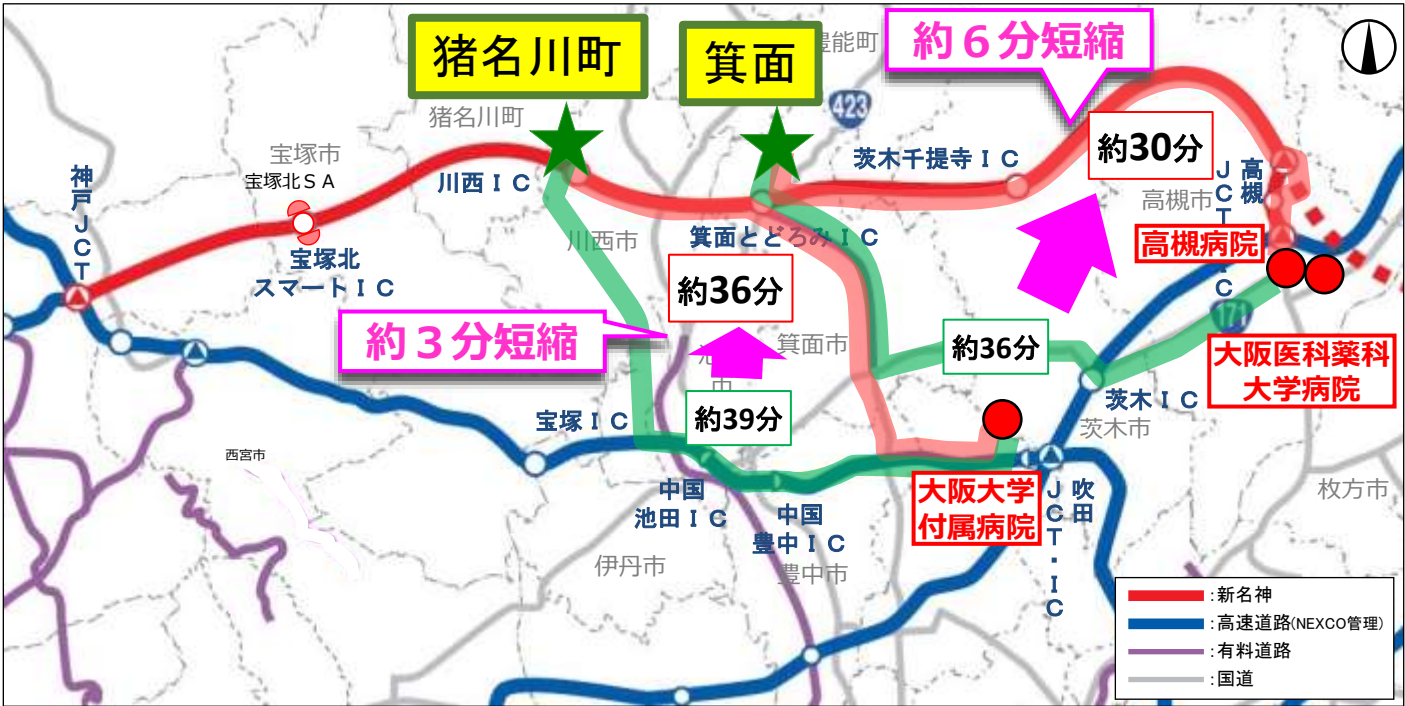 猪名川町
箕面
約６分短縮
豊能町
423
猪名川町
宝塚市
宝塚北ＳＡ
川西ＩＣ
茨木千提寺ＩＣ
約30分
高槻
ＪＣＴ・ＩＣ
高槻市
神戸ＪＣＴ
宝塚北
スマートＩＣ
川西市
箕面とどろみＩＣ
高槻病院
約36分
171
約３分短縮
箕面市
約36分
大阪医科薬科
大学病院
池
市
約39分
茨木ＩＣ
茨木市
宝塚ＩＣ
西宮市
中国
池田ＩＣ
中国
豊中ＩＣ
大阪大学
付属病院
吹田
ＪＣＴ・ＩＣ
枚方市
伊丹市
豊中市
:新名神
:高速道路(NEXCO管理)
:有料道路
:国道